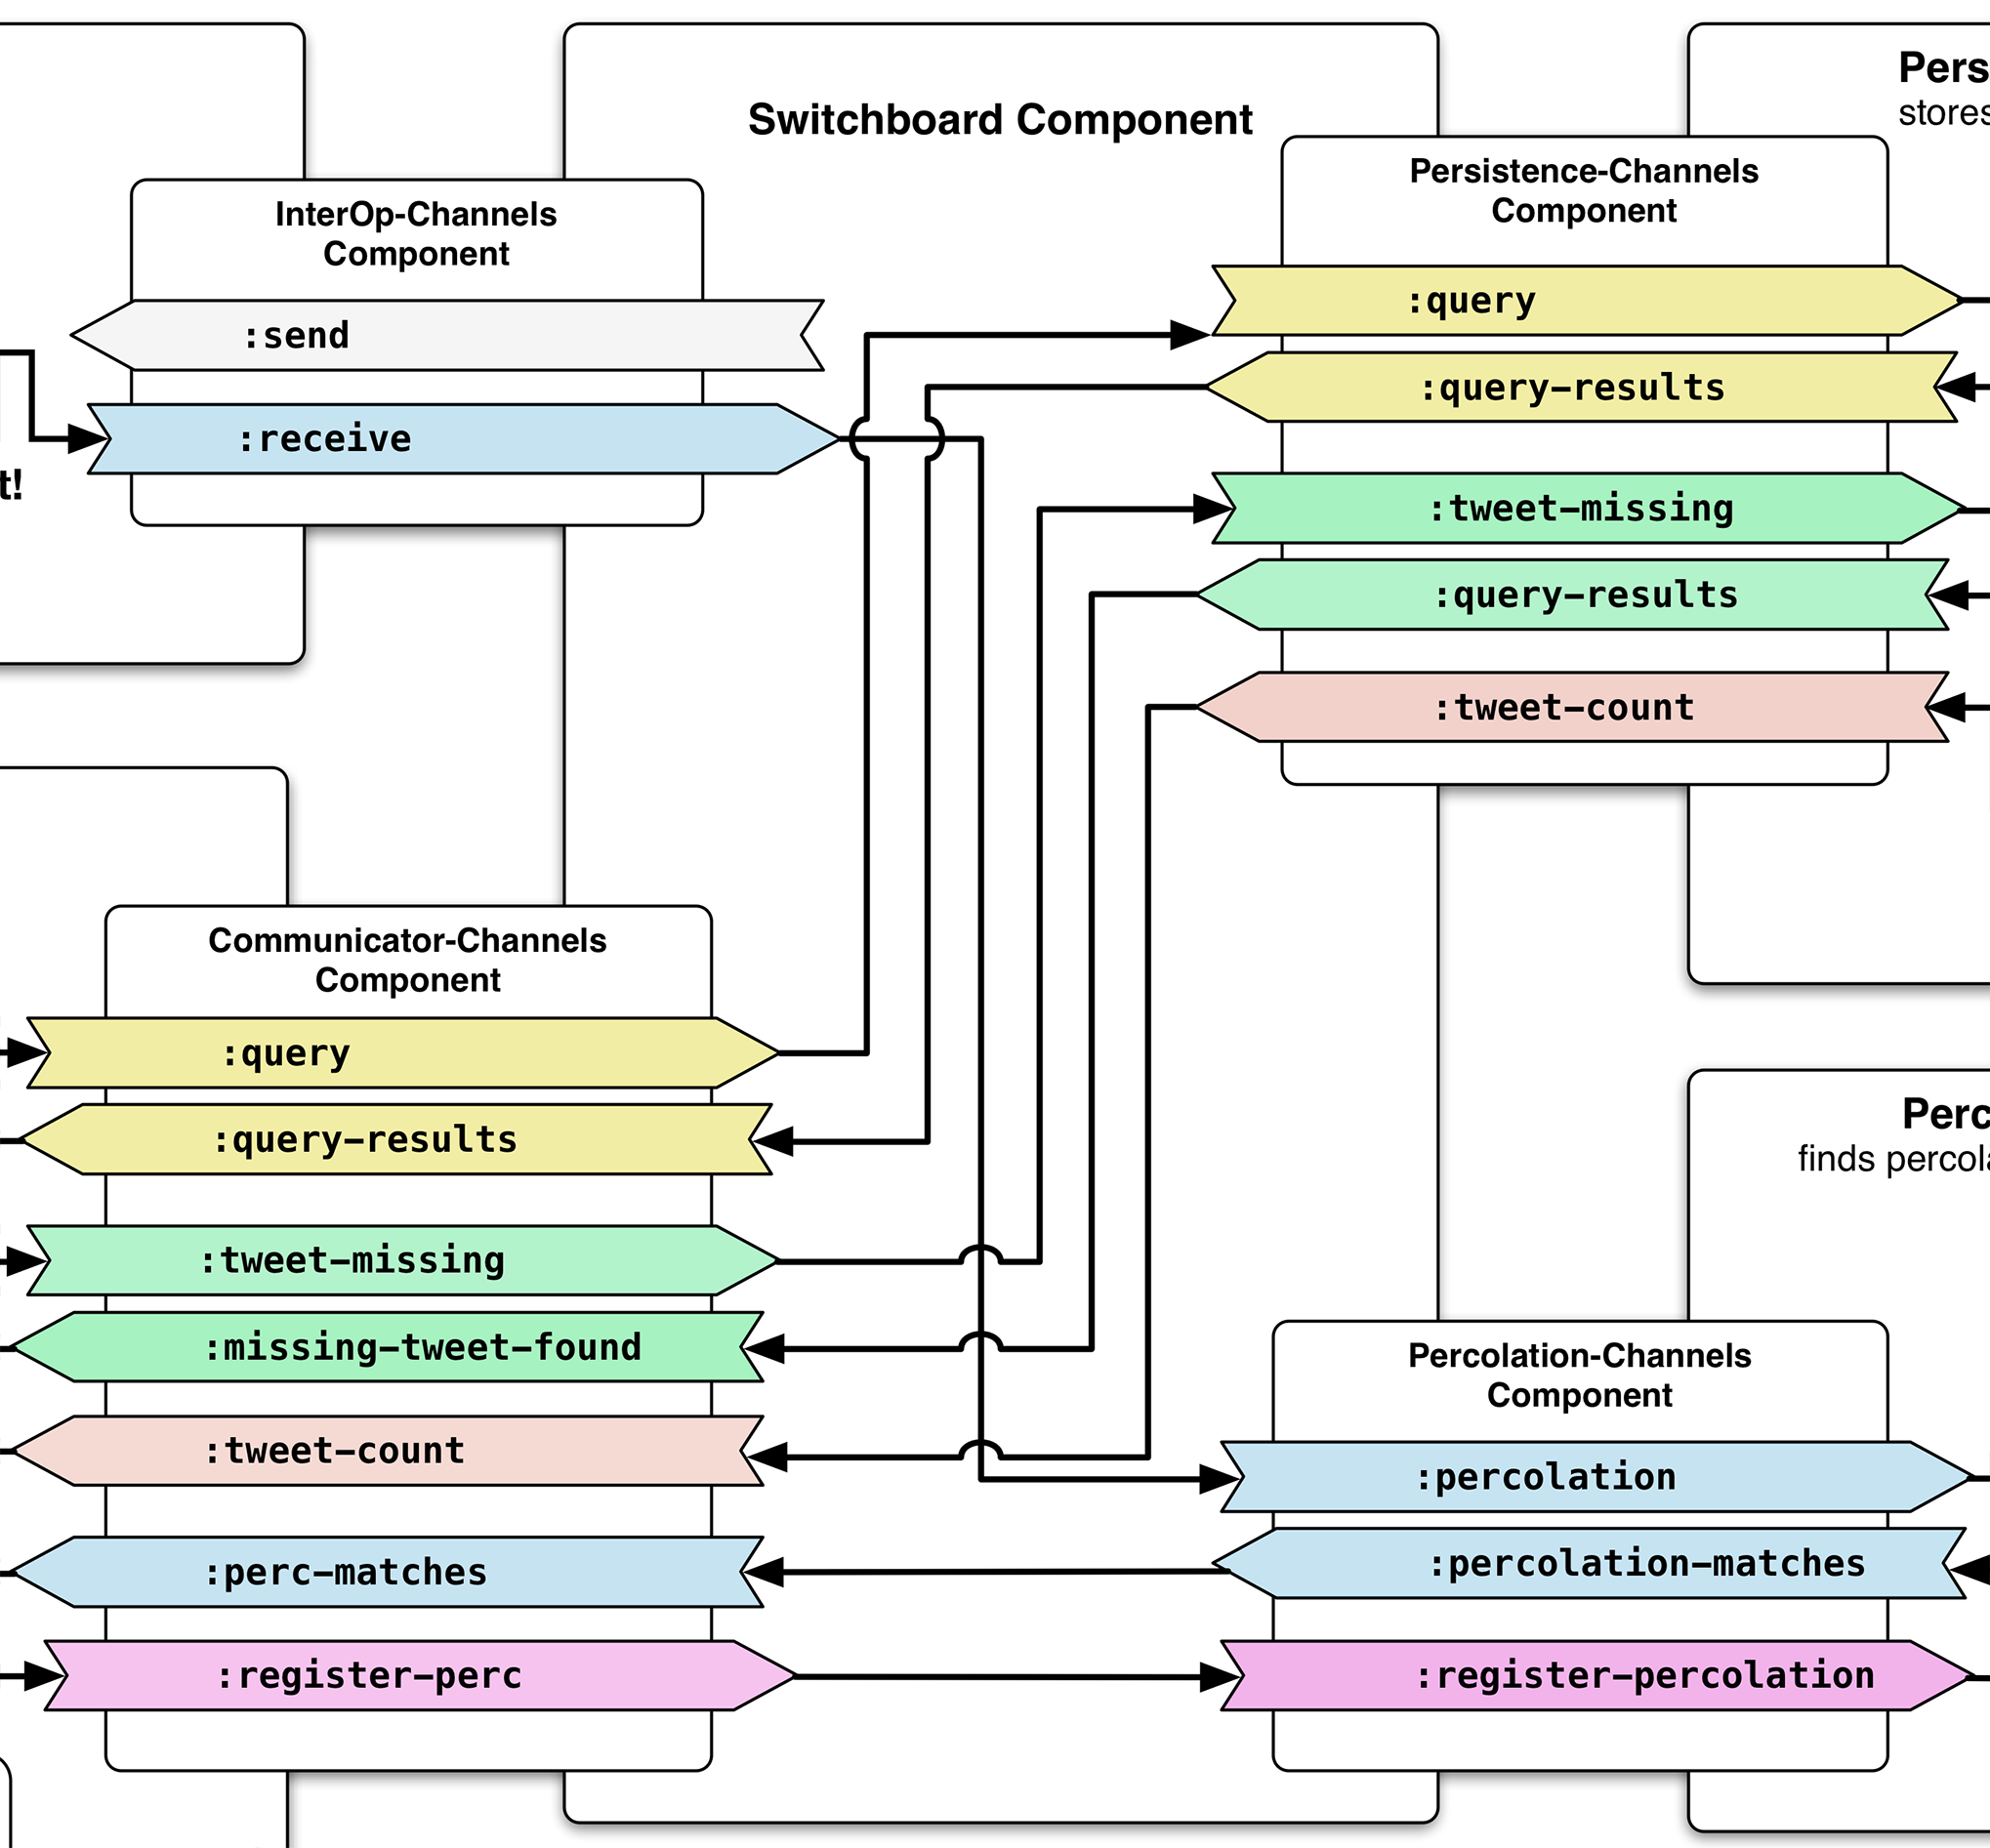 Switchboard Component
InterOp-Channels
Component
:send
:receive
t!
Pers
stores
Persistence-Channels
Component
:query
:query-results
:tweet-missing
:query-results
:tweet-count
Communicator-Channels
Component
:query
:query-results
:tweet-missing
:missing-tweet-found
:tweet-count
:perc-matches
:register-perc
Perc
finds percola
Percolation-Channels
Component
:percolation
:percolation-matches
:register-percolation